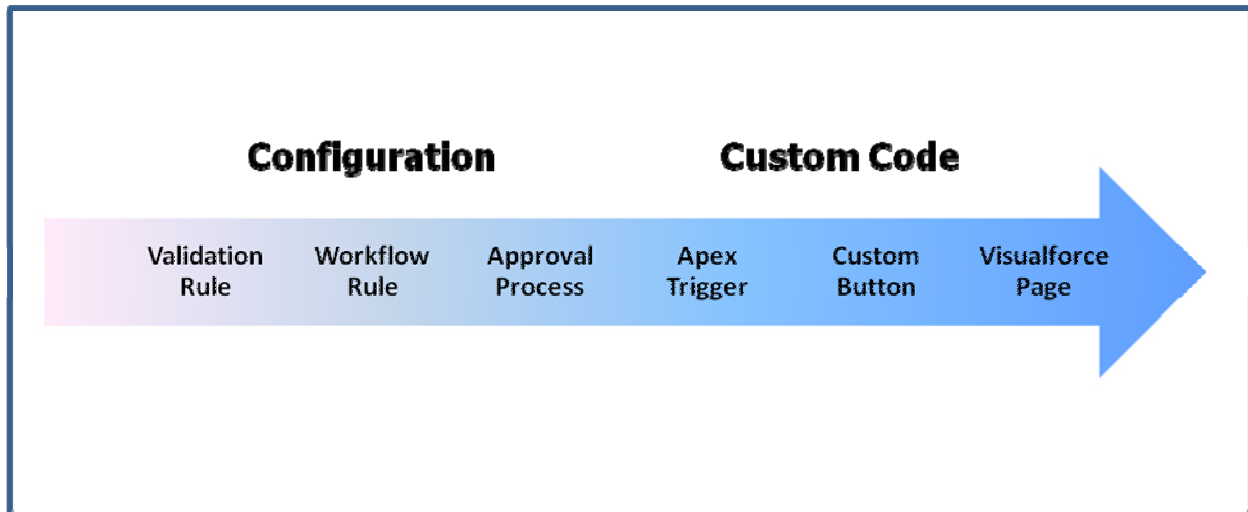 Configuration
Custom Code
Validation
Rule
Workflow
Rule
Approval
Process
Apex
Trigger
Custom
Button
Visualforce
Page